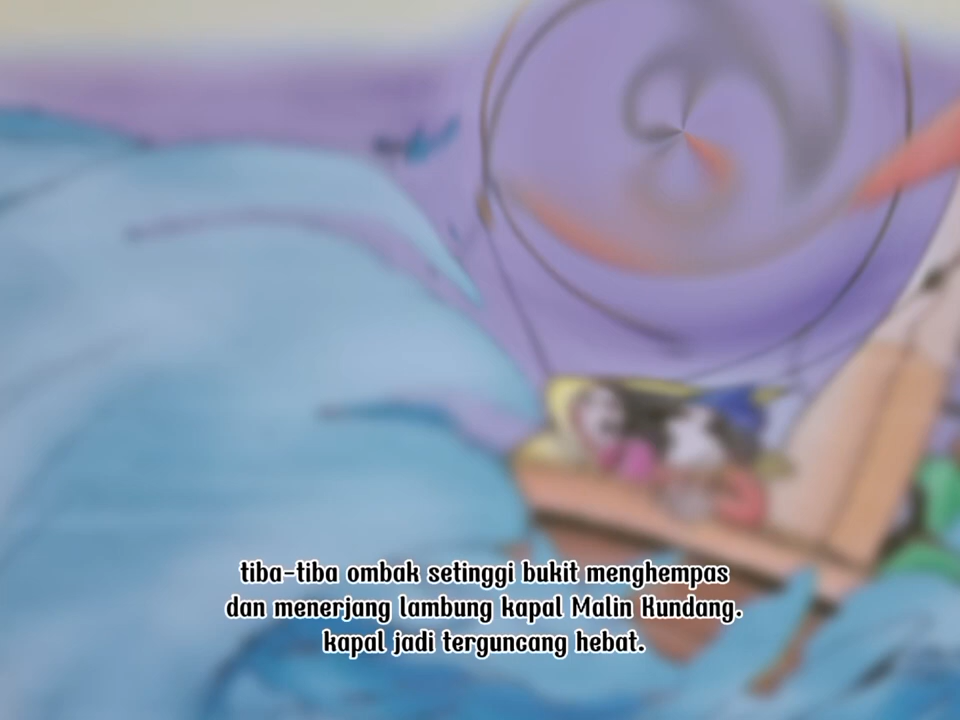 tiba-tiba ombak setinggi bukit menghempas
dan menerjang lambung kapal Malin Kundang.
kapal jadi terguncang hebat.